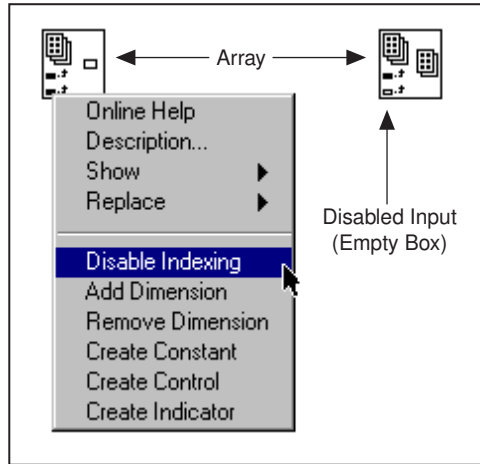 Array
Online Help
Description...
Show
Replace
Disabled Input
(Empty Box)
Disable Indexing
Add Dimension
Remove Dimension
Create Constant
Create Control
Create Indicator